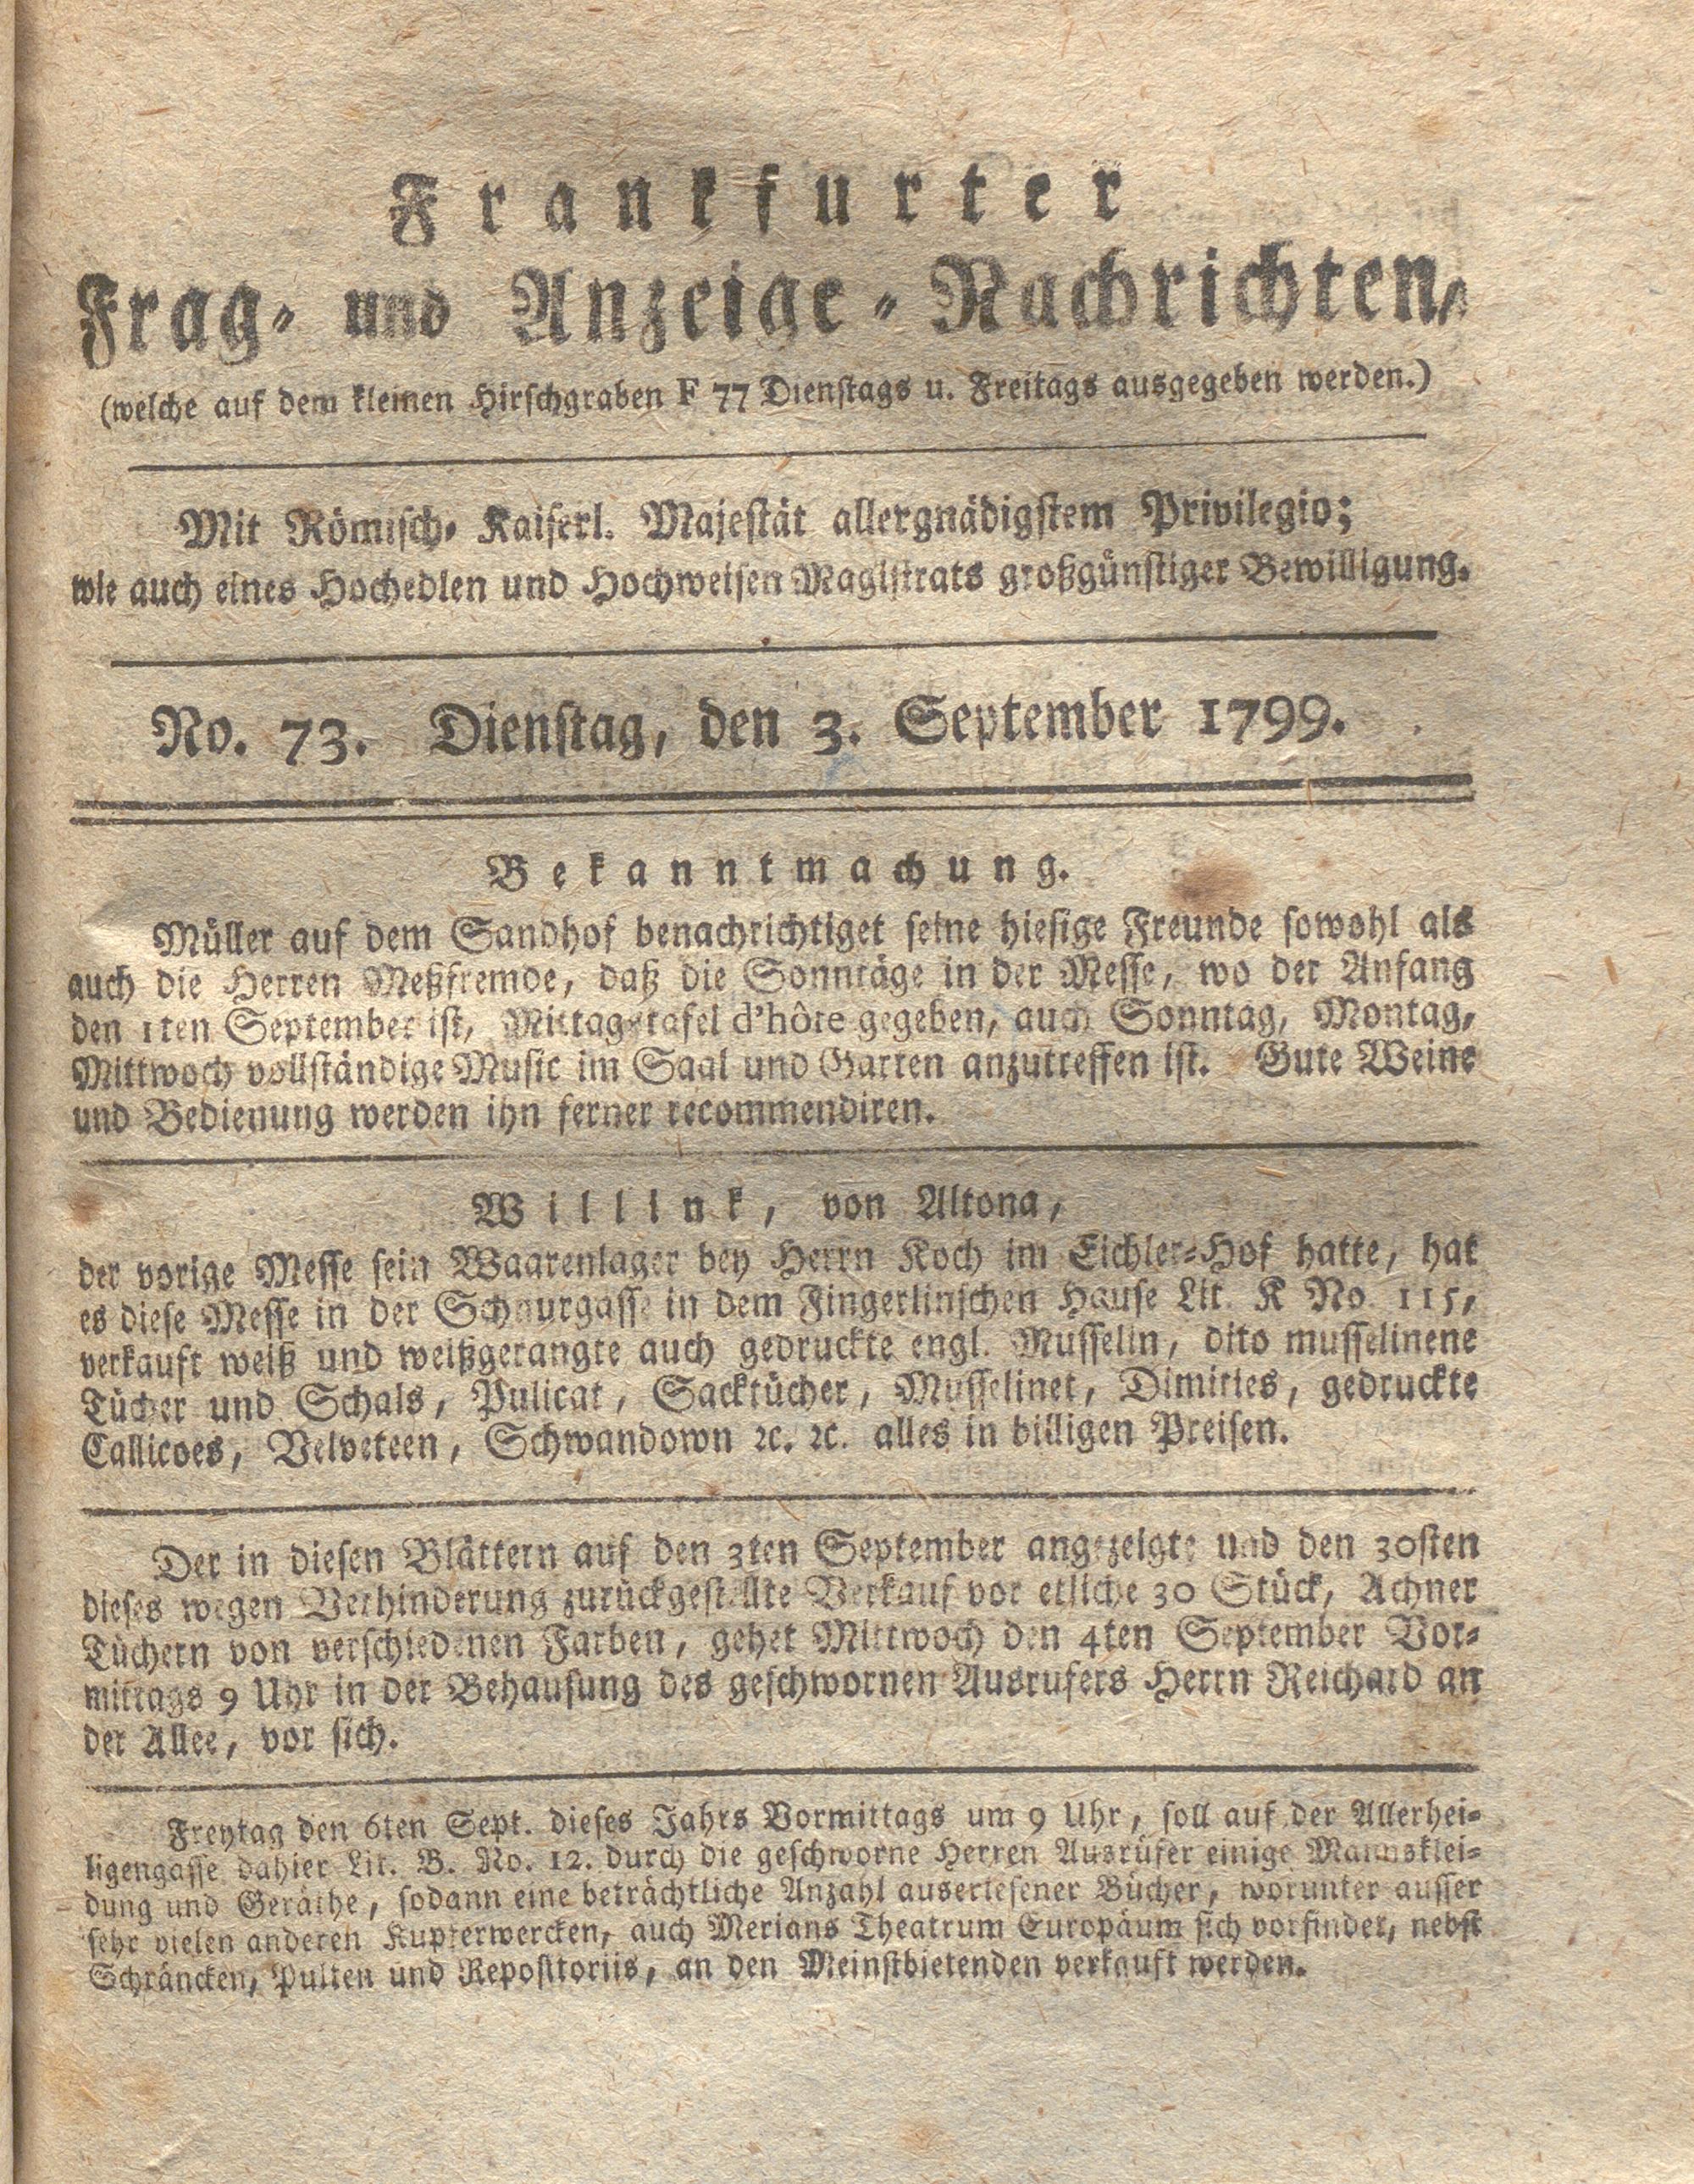 Frankfurter
Frag- und Anzeige-Nachrichten,
(welche auf dem kleinen Hirschgraben F 77 Dienstags u. Freitags ausgegeben werden.)
Mit Römisch- Kaiserl. Majestät allergnädigstem Privilegio;
wie auch eines Hochedlen und Hochweisen Magistrats großgünstiger Bewilligung.
No. 73. Dienstag, den 3. September 1799.
Bekanntmachung.
Müller auf dem Sandhof benachrichtiget seine hiesige Freunde sowohl als
auch die Herren Meßfremde, daß die Sonntäge in der Messe, wo der Anfang
den 1ten September ist, Mittagstafel d'hôte gegeben, auch Sonntag, Montag,
Mittwoch vollständige Music im Saal und Garten anzutreffen ist. Gute Weine
und Bedienung werden ihn ferner recommendiren.
Willink, von Altona,
der vorige Messe sein Waarenlager bey Herrn Koch im Eichler-Hof hatte, hat
es diese Messe in der Schnurgasse in dem Fingerlinschen Hause Lit. K No. 115,
verkauft weiß und weißgerangte auch gedruckte engl. Musselin, dito musselinene
Tücher und Schals, Pulicat, Sacktücher, Musselinet, Dimities, gedruckte
Callicoes, Velveteen, Schwandown ꝛc. ꝛc. alles in billigen Preisen.
Der in diesen Blättern auf den 3ten September angezeigte und den 30sten
dieses wegen Verhinderung zurückgestellte Verkauf vor etliche 30 Stück, Achner
Tüchern von verschiedenen Farben, gehet Mittwoch den 4ten September Vor-
mittags 9 Uhr in der Behausung des geschwornen Ausrufers Herrn Reichard an
der Allee, vor sich.
Freytag den 6ten Sept. dieses Jahrs Vormittags um 9 Uhr, soll auf der Allerhei-
ligengasse dahier Lit. B. No. 12. durch die geschworne Herren Ausrüfer einige Mannsklei-
dung und Geräthe, sodann eine beträchtliche Anzahl auserlesener Bücher, worunter ausser
sehr vielen anderen Kupferwercken, auch Merians Theatrum Europäum sich vorfindet, nebst
Schräncken, Pulten und Repositoriis, an den Meinstbietenden verkauft werden.